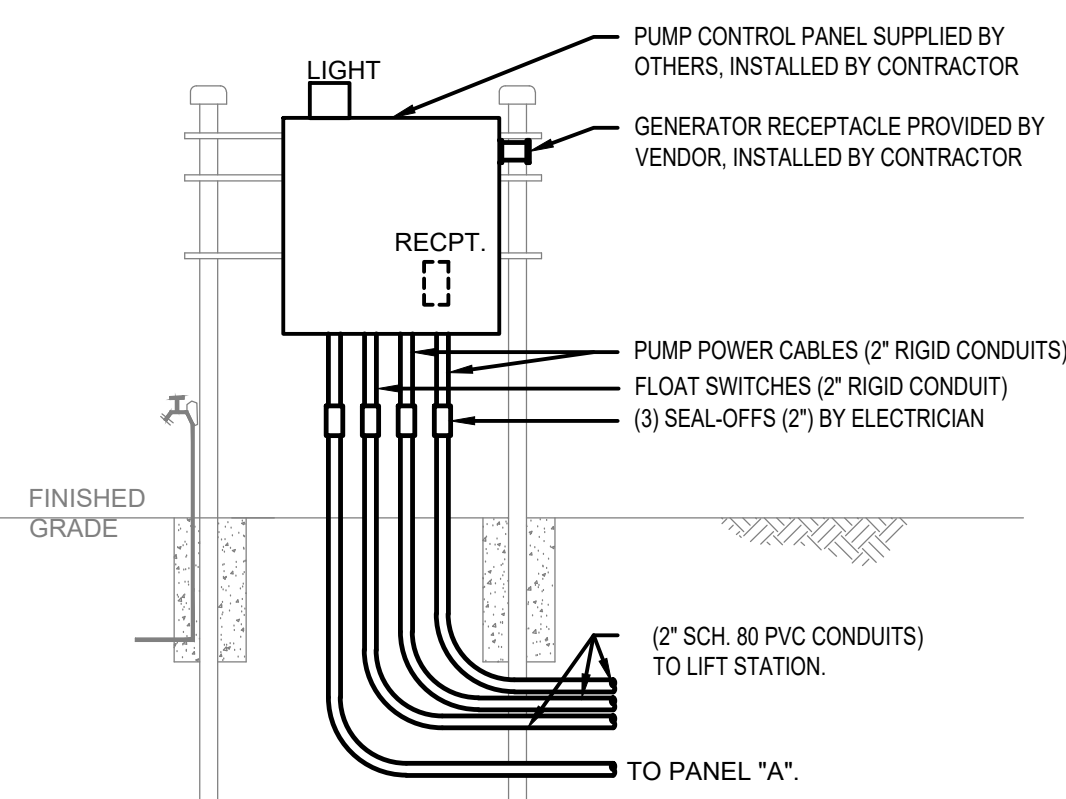 PUMP CONTROL PANEL SUPPLIED BY
OTHERS, INSTALLED BY CONTRACTOR
LIGHT
GENERATOR RECEPTACLE PROVIDED BY
VENDOR, INSTALLED BY CONTRACTOR
RECPT.
PUMP POWER CABLES (2" RIGID CONDUITS)
FLOAT SWITCHES (2" RIGID CONDUIT)
(3) SEAL-OFFS (2") BY ELECTRICIAN
FINISHED
GRADE
(2" SCH. 80 PVC CONDUITS)
TO LIFT STATION.
TO PANEL "A".